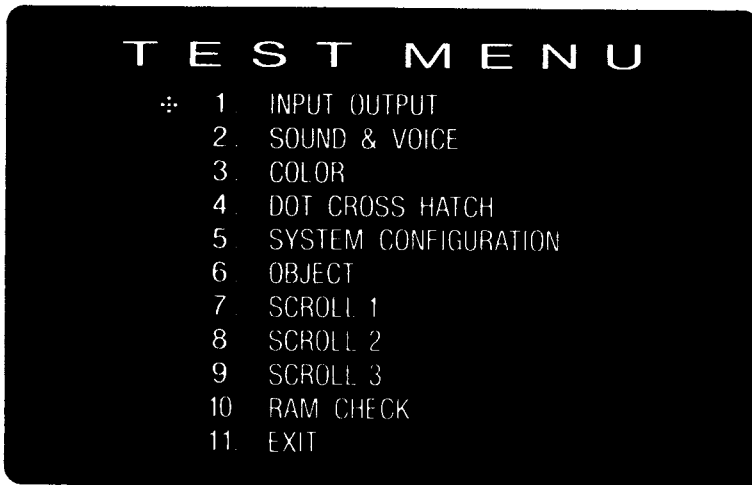 TEST MENU
1. INPUT OUTPUT
2. SOUND & VOICE
3. COLOR
4. DOT CROSS HATCH
5. SYSTEM CONFIGURATION
6. OBJECT
7. SCROLL 1
8 SCROLL 2
9 SCROLL 3
10 RAM CHECK
11. EXIT